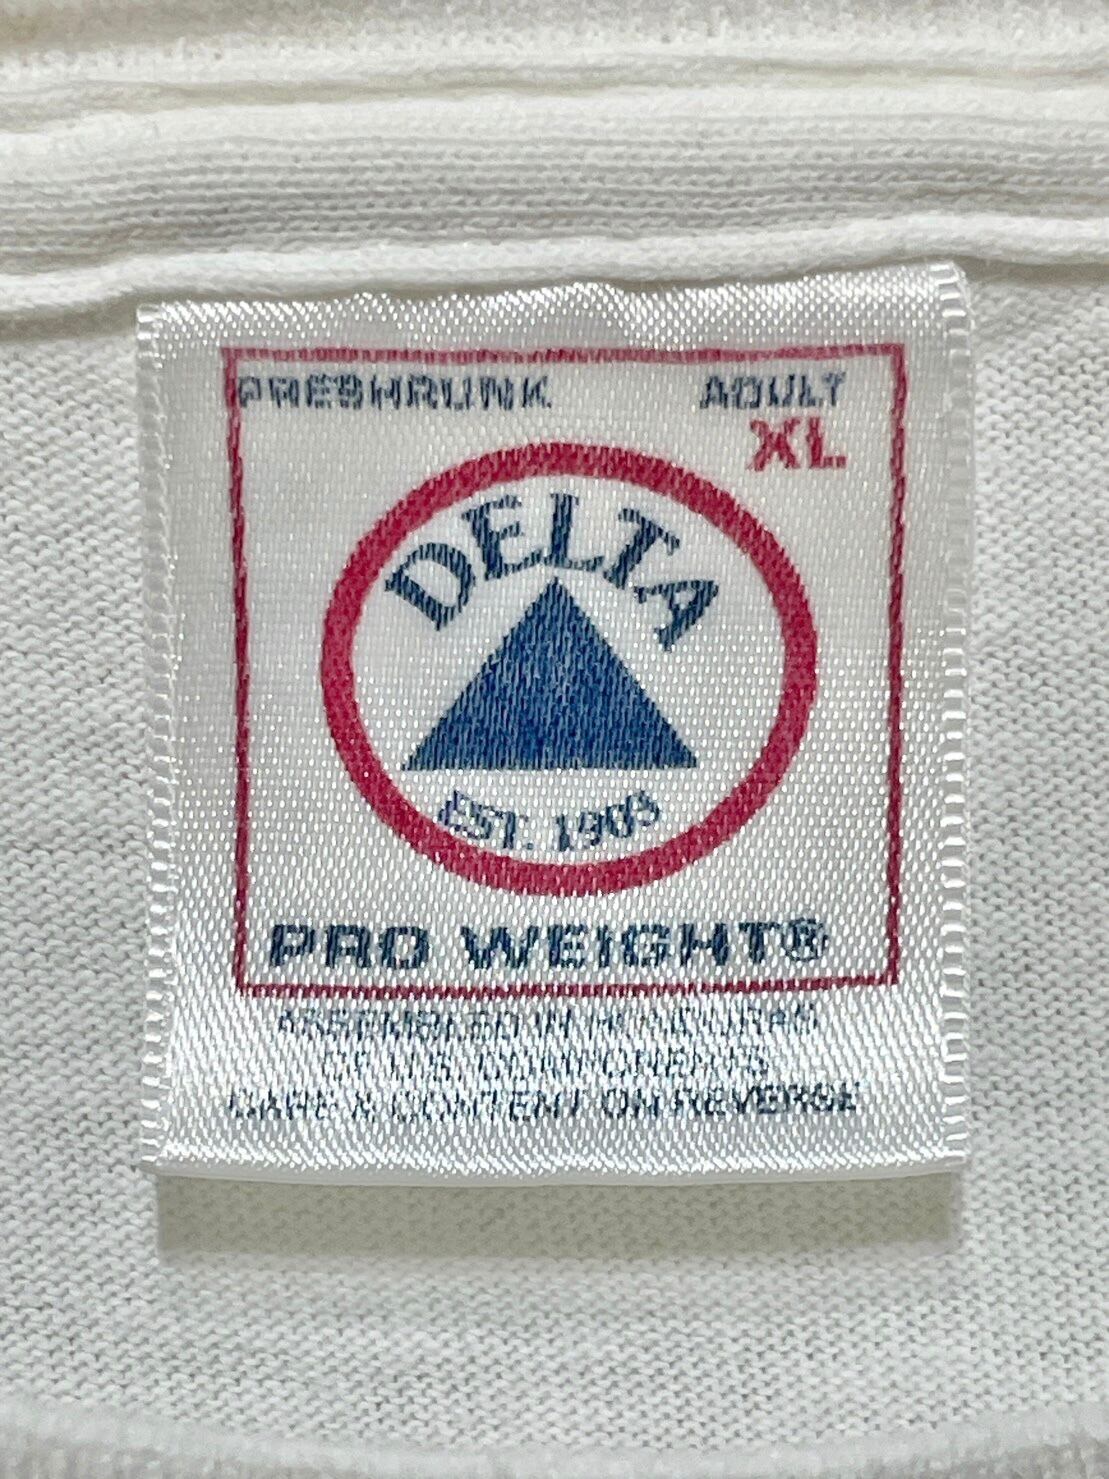 PRESHRUNK ADULT
XL
DELTA
EST. 1903
PRO WEIGHT®
ASSEMBLED IN HONDURAS
OF U.S. COMPONENTS
CARE & CONTENT ON REVERSE